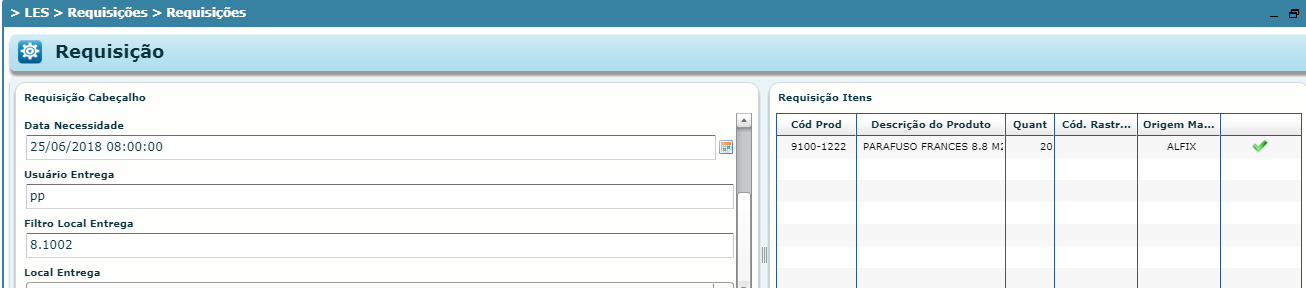 > LES > Requisições > Requisições
Requisição
Requisição Cabeçalho
Data Necessidade
25/06/2018 08:00:00
Usuário Entrega
pp
Filtro Local Entrega
8.1002
Local Entrega
Requisição Itens
Cód Prod Descrição do Produto Quant Cód. Rastr... Origem Ma...
9100-1222 PARAFUSO FRANCES 8.8 M2 20 ALFIX